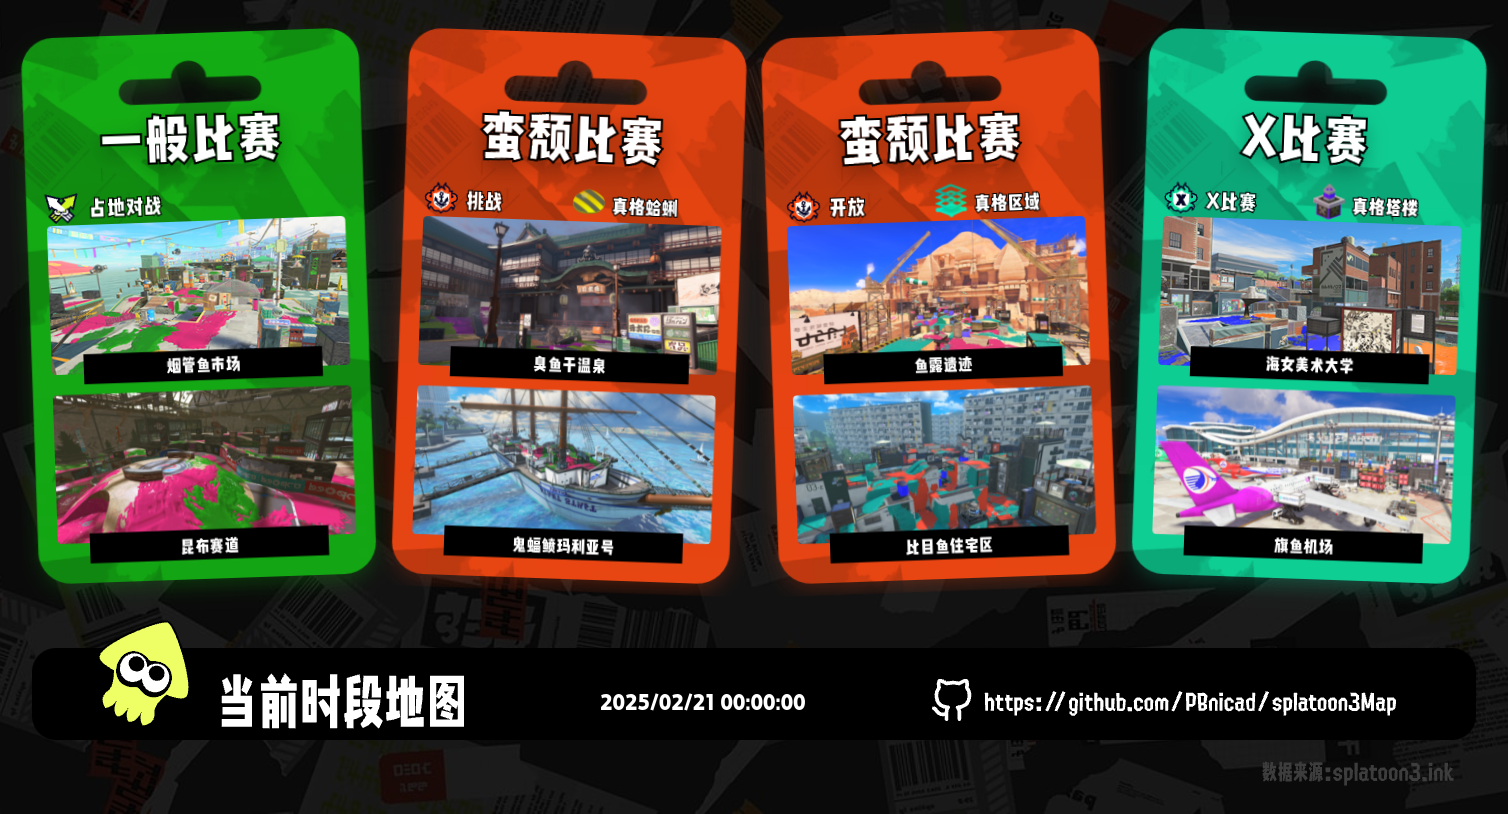 一般比赛
占地对战
烟管鱼市场
昆布赛道
蛮颓比赛
挑战
真格蛤蜊
臭鱼干温泉
鬼蝠鲼玛利亚号
蛮颓比赛
开放
真格区域
鱼露遗迹
比目鱼住宅区
X比赛
X比赛
真格塔楼
海女美术大学
旗鱼机场
当前时段地图
2025/02/21 00:00:00
https://github.com/PBnicad/splatoon3Map
数据来源:splatoon3.ink